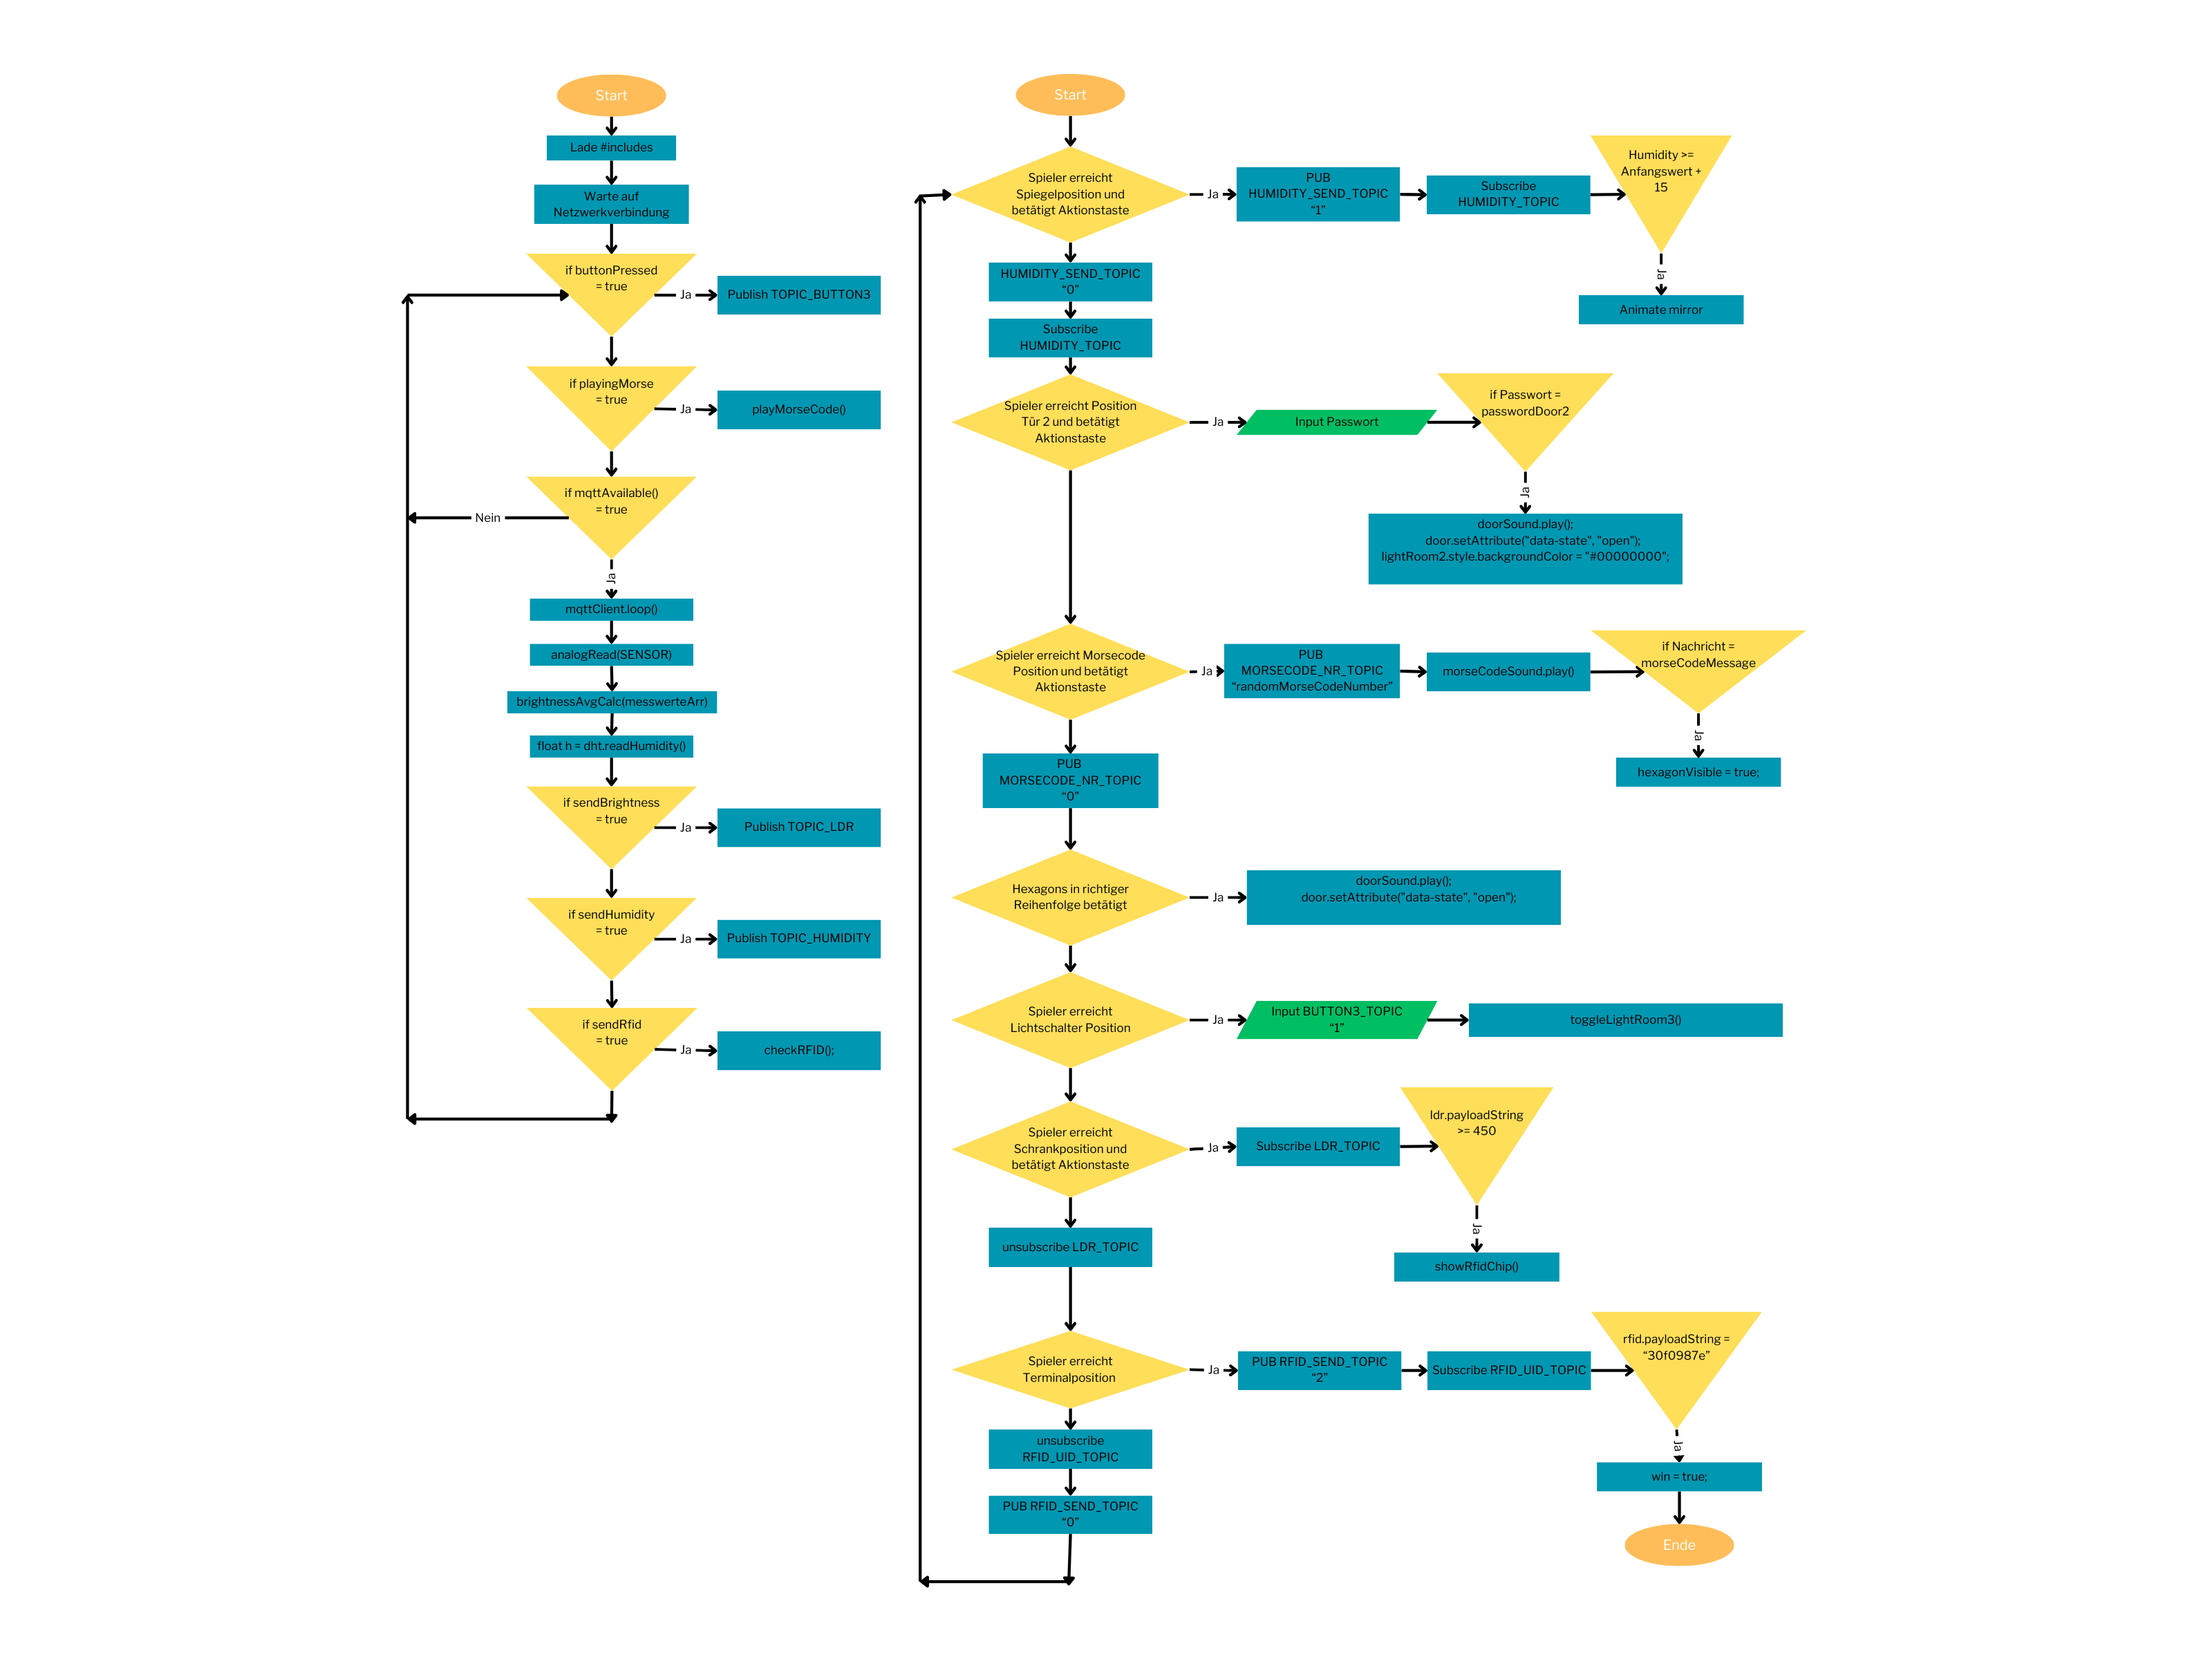 Start
Lade #includes
Warte auf
Netzwerkverbindung
if buttonPressed
= true
Ja
Publish TOPIC_BUTTON3
if playingMorse
= true
Ja
playMorseCode()
if mqttAvailable()
= true
Nein
Ja
mqttClient.loop()
analogRead(SENSOR)
brightnessAvgCalc(messwerteArr)
float h = dht.readHumidity()
if sendBrightness
= true
Ja
Publish TOPIC_LDR
if sendHumidity
= true
Ja
Publish TOPIC_HUMIDITY
if sendRfid
= true
Ja
checkRFID();
Start
Spieler erreicht
Spiegelposition und
betätigt Aktionstaste
Ja
PUB
HUMIDITY_SEND_TOPIC
“1”
Subscribe
HUMIDITY_TOPIC
Humidity >=
Anfangswert +
15
Ja
Animate mirror
HUMIDITY_SEND_TOPIC
“0”
Subscribe
HUMIDITY_TOPIC
Spieler erreicht Position
Tür 2 und betätigt
Aktionstaste
Ja
Input Passwort
if Passwort =
passwordDoor2
Ja
doorSound.play();
door.setAttribute("data-state", "open");
lightRoom2.style.backgroundColor = "#00000000";
Spieler erreicht Morsecode
Position und betätigt
Aktionstaste
Ja
PUB
MORSECODE_NR_TOPIC
“randomMorseCodeNumber”
morseCodeSound.play()
if Nachricht =
morseCodeMessage
Ja
hexagonVisible = true;
PUB
MORSECODE_NR_TOPIC
“0”
Hexagons in richtiger
Reihenfolge betätigt
Ja
doorSound.play();
door.setAttribute("data-state", "open");
Spieler erreicht
Lichtschalter Position
Ja
Input BUTTON3_TOPIC
“1”
toggleLightRoom3()
Spieler erreicht
Schrankposition und
betätigt Aktionstaste
Ja
Subscribe LDR_TOPIC
ldr.payloadString
>= 450
Ja
showRfidChip()
unsubscribe LDR_TOPIC
Spieler erreicht
Terminalposition
Ja
PUB RFID_SEND_TOPIC
“2”
Subscribe RFID_UID_TOPIC
rfid.payloadString =
“30f0987e”
Ja
win = true;
Ende
unsubscribe
RFID_UID_TOPIC
PUB RFID_SEND_TOPIC
“0”